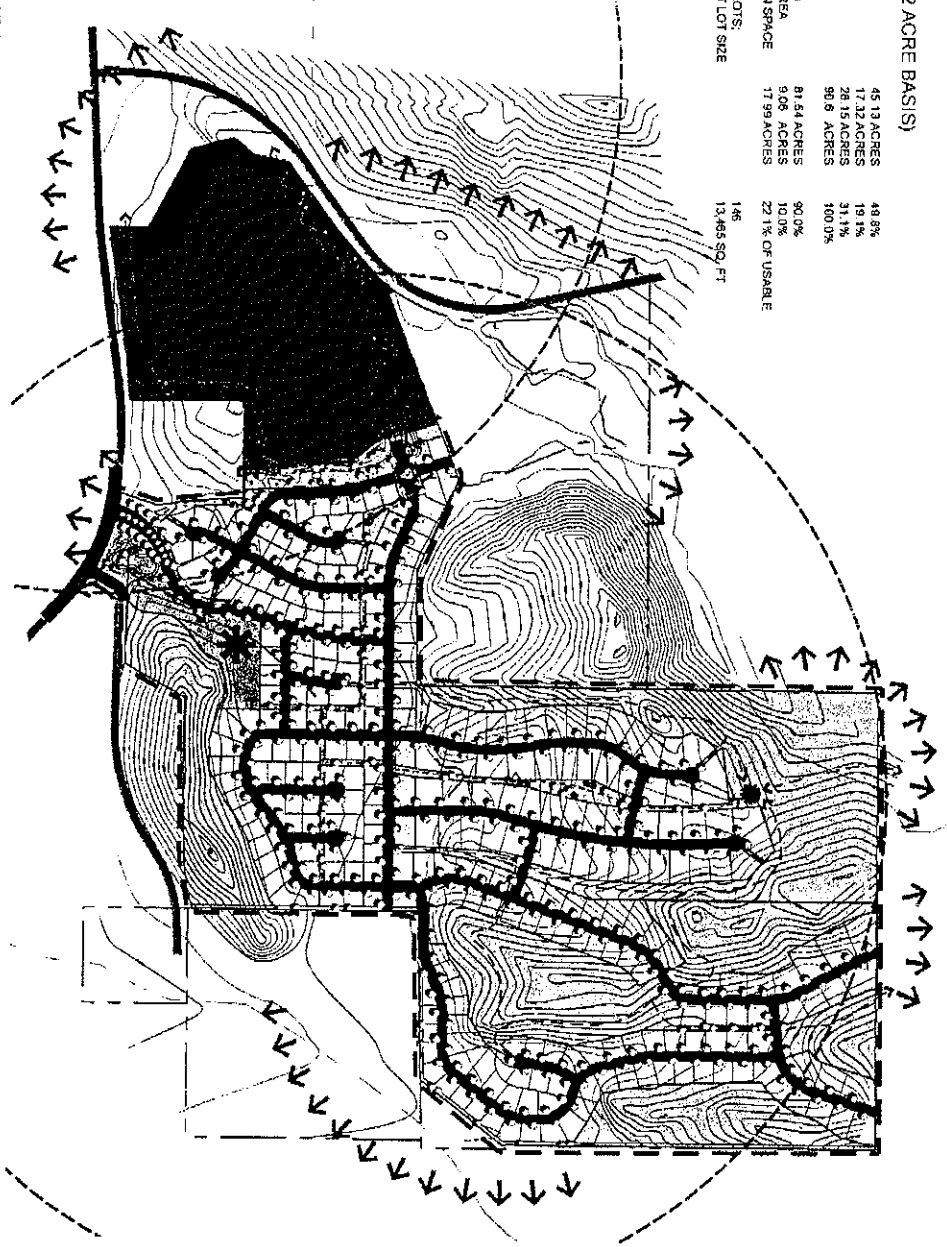 2 ACRE BASIS)
45.13 ACRES 49.8%
17.32 ACRES 19.1%
28.15 ACRES 31.1%
90.6 ACRES 100.0%
81.54 ACRES 90.0%
REA 9.06 ACRES 10.0%
SPACE 17.99 ACRES 22.1% OF USABLE
OTS; 146
LOT SIZE 13,465 SQ. FT